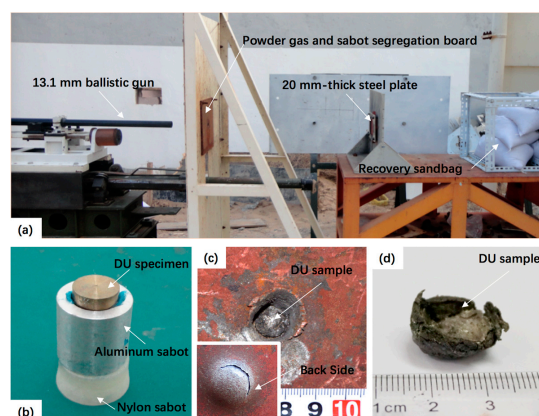 Powder gas and sabot segregation board
13.1 mm ballistic gun
20 mm-thick steel plate
Recovery sandbag
(a)
DU specimen
Aluminum sabot
Nylon sabot
(b)
(c)
DU sample
Back Side
8 9 10
(d)
DU sample
1 cm 2 3